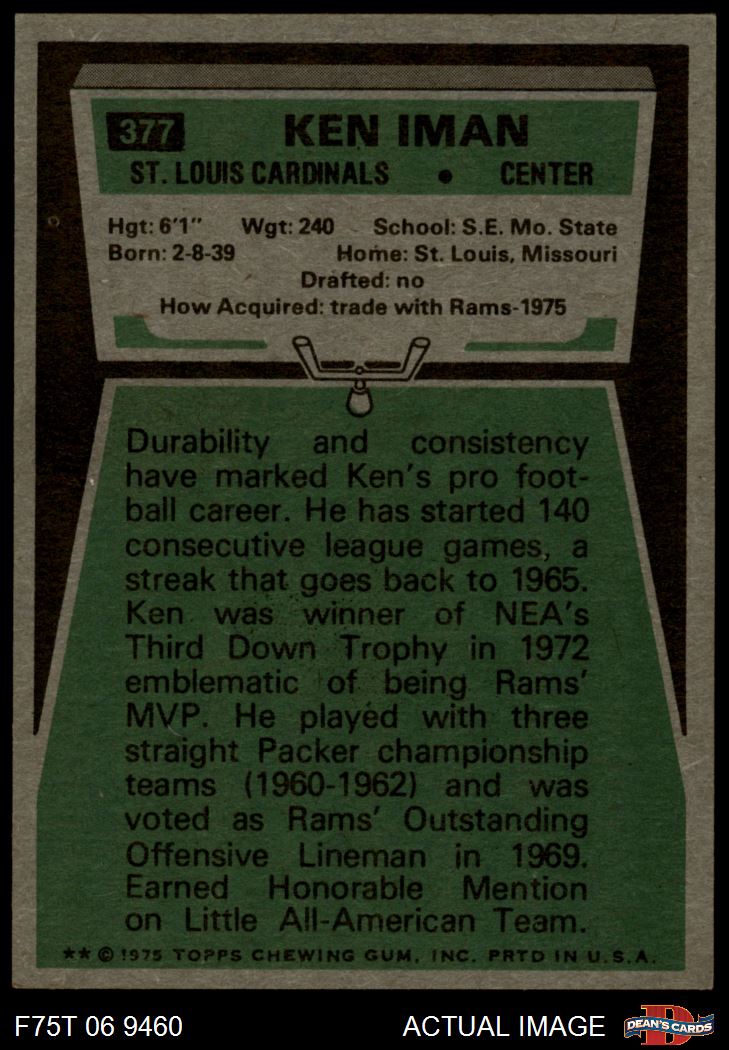 377 KEN IMAN
ST. LOUIS CARDINALS • CENTER
Hgt: 6'1" Wgt: 240 School: S.E. Mo. State
Born: 2-8-39 Home: St. Louis, Missouri
Drafted: no
How Acquired: trade with Rams-1975
Durability and consistency
have marked Ken's pro foot-
ball career. He has started 140
consecutive league games, a
streak that goes back to 1965.
Ken was winner of NEA's
Third Down Trophy in 1972
emblematic of being Rams'
MVP. He played with three
straight Packer championship
teams (1960-1962) and was
voted as Rams' Outstanding
Offensive Lineman in 1969.
Earned Honorable Mention
on Little All-American Team.
★★ © 1975 TOPPS CHEWING GUM, INC. PRTD IN U.S.A.
F75T 06 9460 ACTUAL IMAGE D DEAN'S CARDS